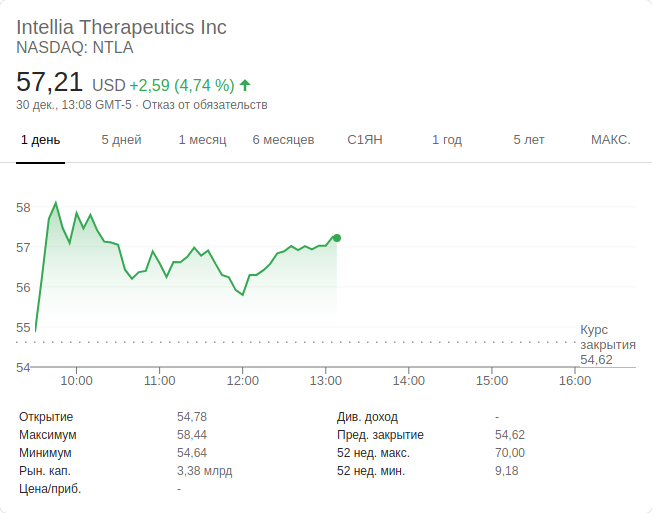 Intellia Therapeutics Inc
NASDAQ: NTLA
57,21 USD +2,59 (4,74 %)
30 дек., 13:08 GMT-5 · Отказ от обязательств
1 день 5 дней 1 месяц 6 месяцев С1ЯН 1 год 5 лет МАКС.
58
57
56
55
Курс
закрытия
54,62
54
10:00 11:00 12:00 13:00 14:00 15:00 16:00
Открытие 54,78 Див. доход -
Максимум 58,44 Пред. закрытие 54,62
Минимум 54,64 52 нед. макс. 70,00
Рын. кап. 3,38 млрд 52 нед. мин. 9,18
Цена/приб. -